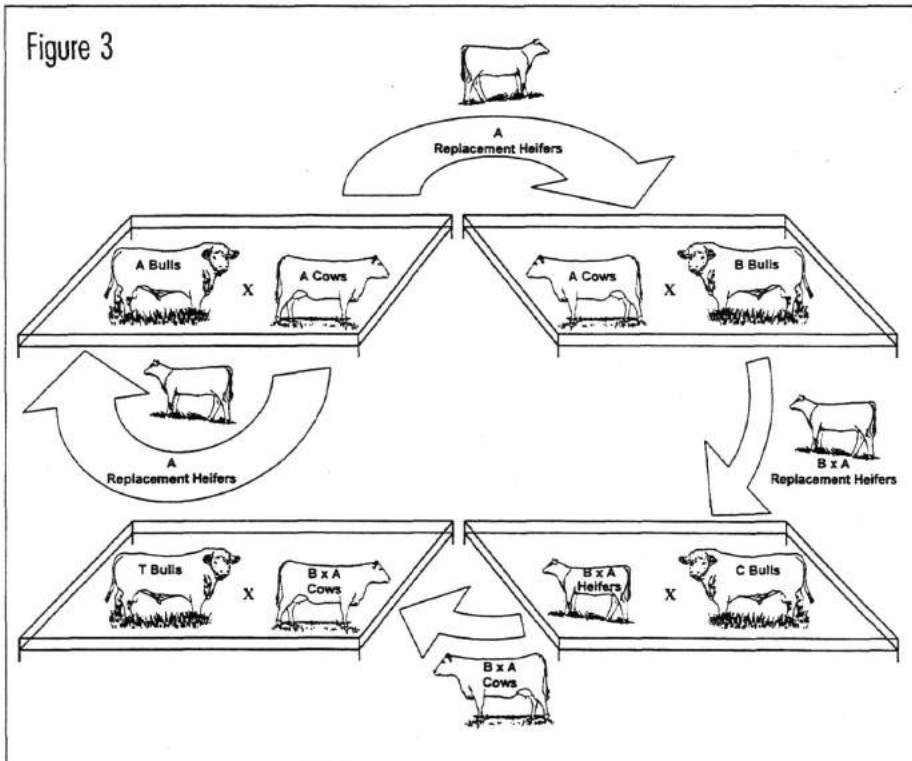 Figure 3
A
Replacement Heifers
A Bulls
X
A Cows
A Cows
X
B Bulls
A
Replacement Heifers
B x A
Replacement Heifers
T Bulls
X
B x A
Cows
B x A
Heifers
X
C Bulls
B x A
Cows